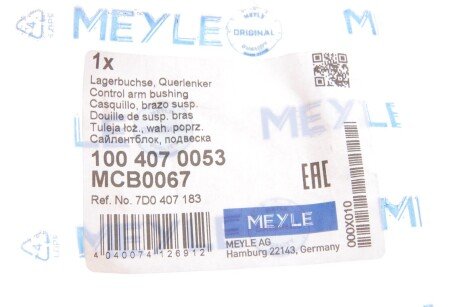 MEYLE
ORIGINAL
MEYLE
1x
Lagerbuchse, Querlenker
Control arm bushing
Casquillo, brazo susp.
Douille de susp. bras
Tuleja łoż., wah. poprz.
Сайлентблок, подвеска
100 407 0053
MCB0067
Ref. No. 7D0 407 183
EAC
MEYLE
MEYLE AG
Hamburg 22143, Germany
000X010
4 040074 126912